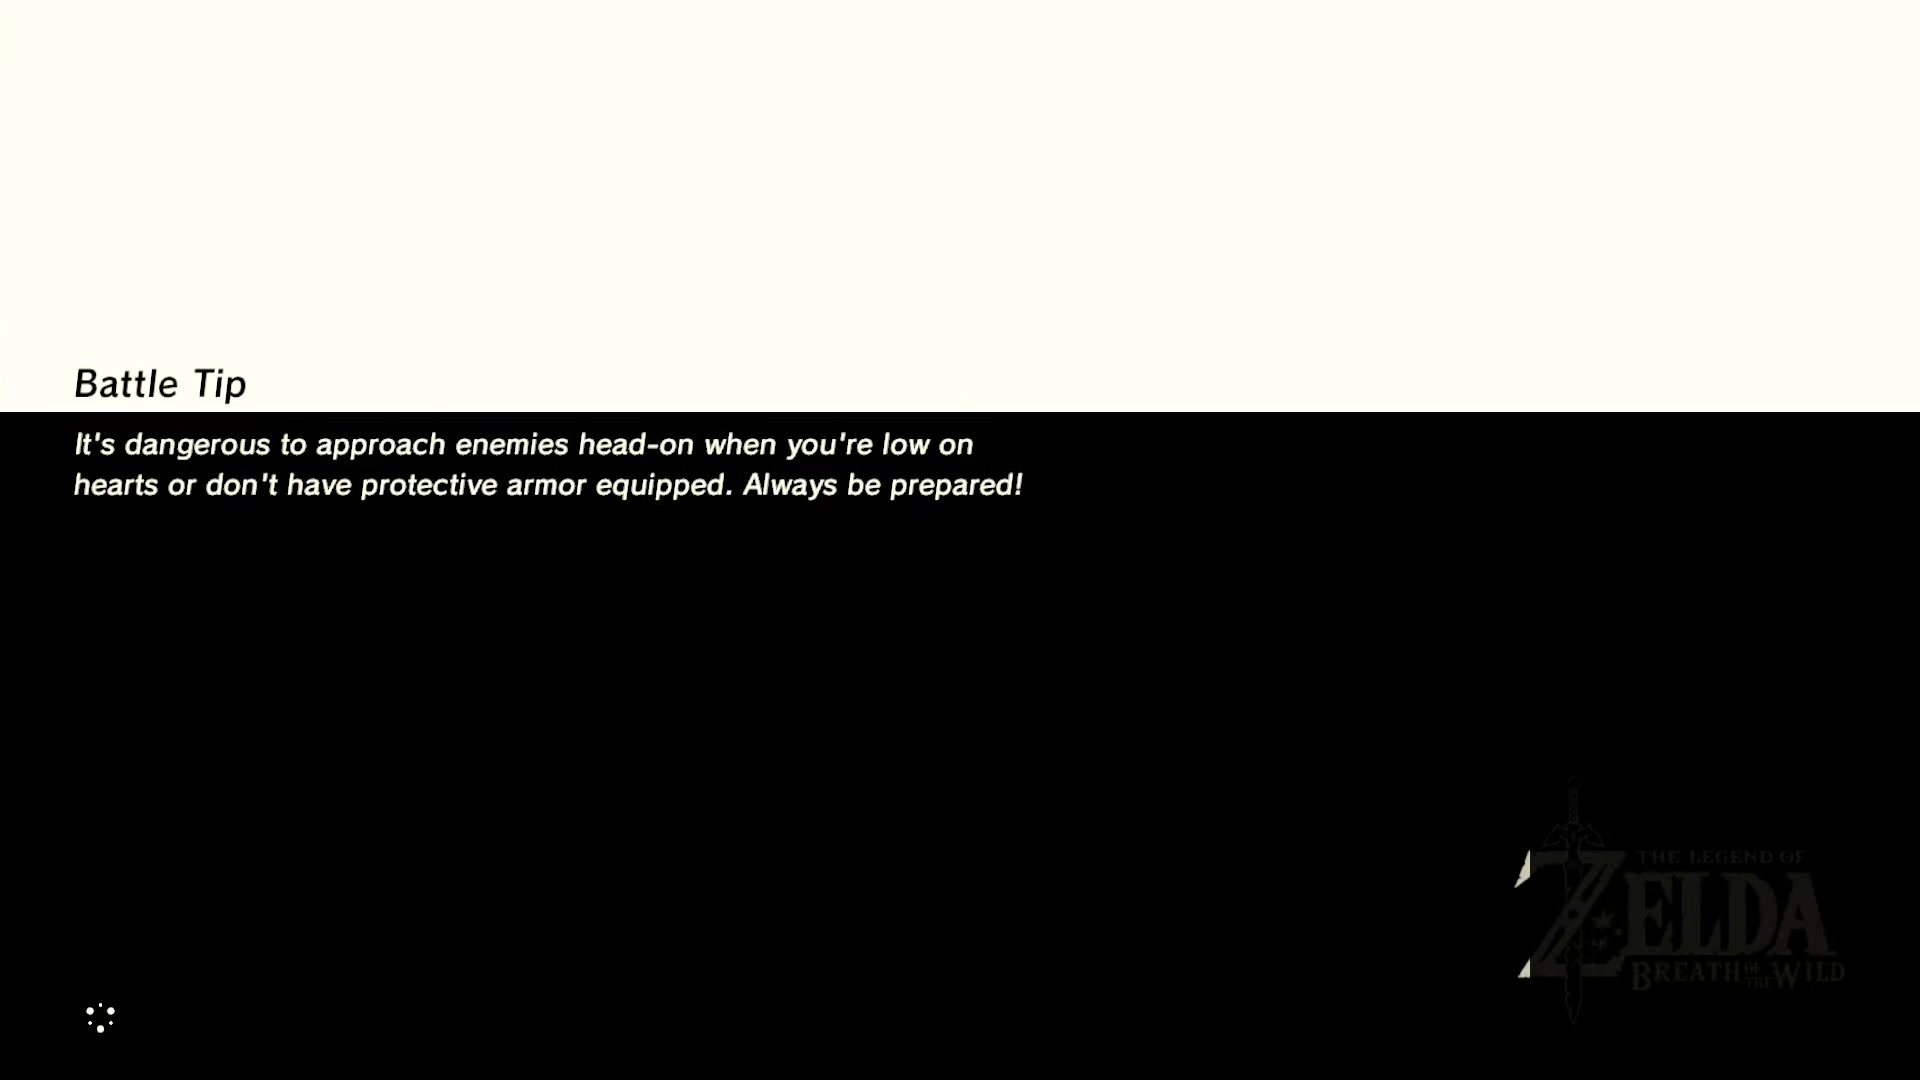 Battle Tip
It's dangerous to approach enemies head-on when you're low on
hearts or don't have protective armor equipped. Always be prepared!
THE LEGEND OF
ZELDA
BREATH OF THE WILD